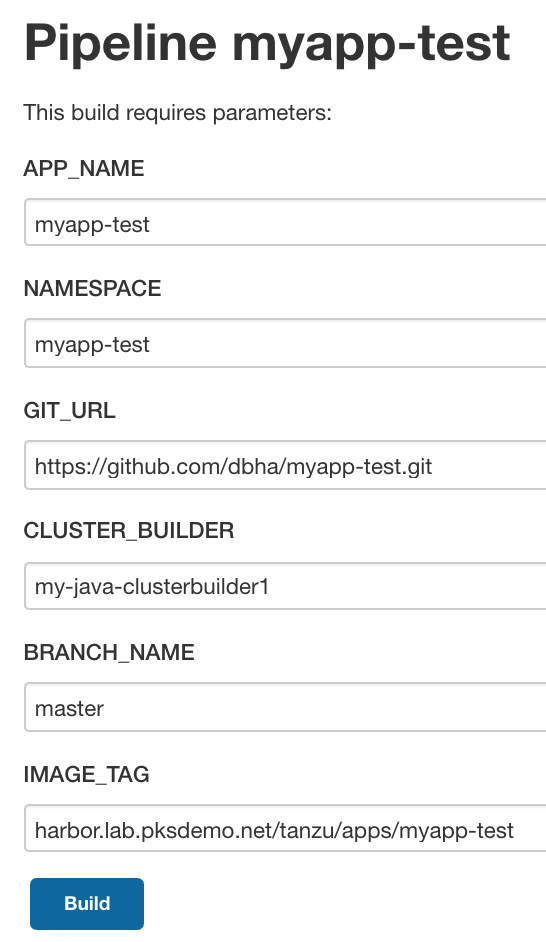 Pipeline myapp-test
This build requires parameters:
APP_NAME
myapp-test
NAMESPACE
myapp-test
GIT_URL
https://github.com/dbha/myapp-test.git
CLUSTER_BUILDER
my-java-clusterbuilder1
BRANCH_NAME
master
IMAGE_TAG
harbor.lab.pksdemo.net/tanzu/apps/myapp-test
Build